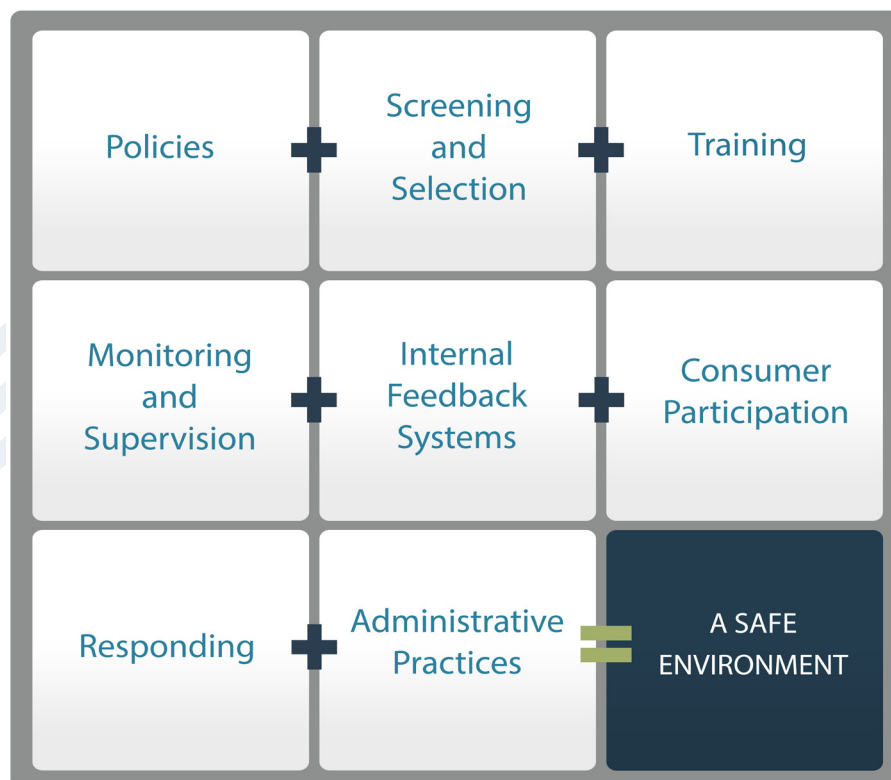 Policies
Screening
and
Selection
Training
Monitoring
and
Supervision
Internal
Feedback
Systems
Consumer
Participation
Responding
Administrative
Practices
A SAFE
ENVIRONMENT